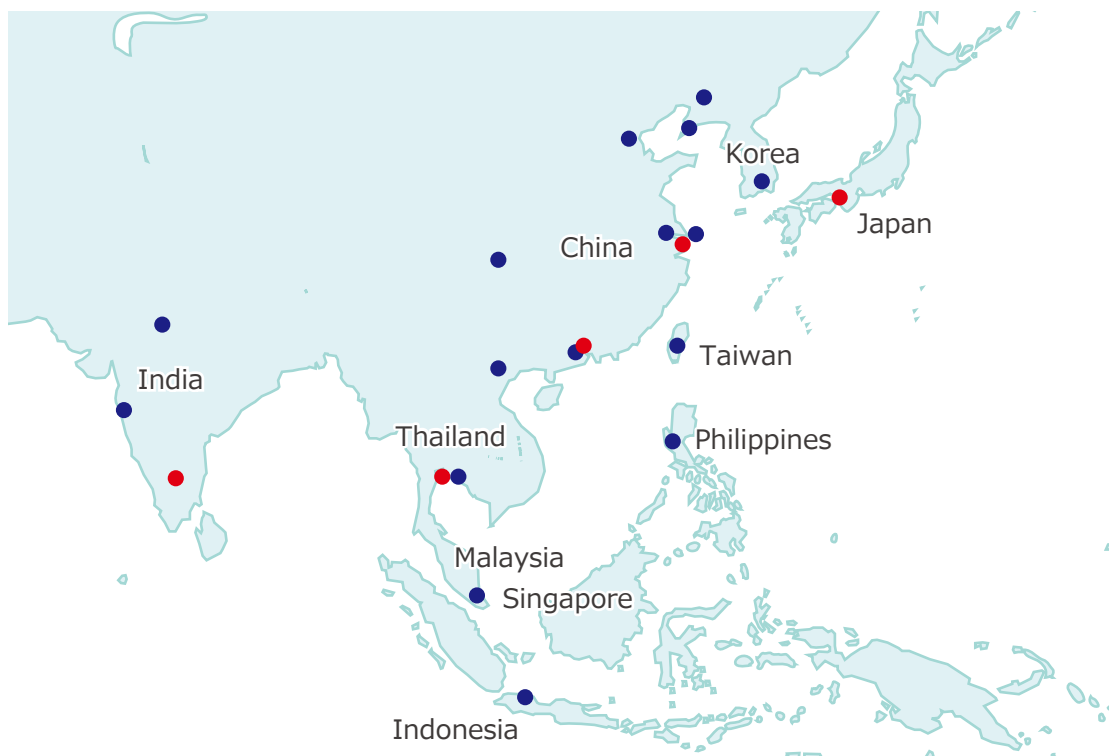 Korea
Japan
China
Taiwan
India
Thailand
Philippines
Malaysia
Singapore
Indonesia